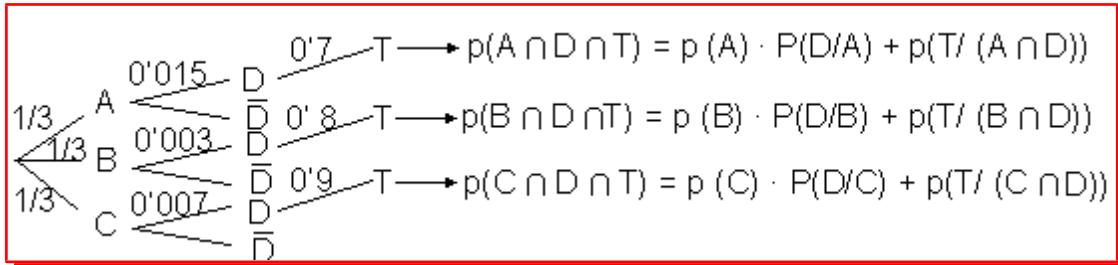 0'7 T p(A ∩ D ∩ T) = p (A) · P(D/A) + p(T/ (A ∩ D))
0'015 D
1/3 A
D̅ 0' 8 T p(B ∩ D ∩T) = p (B) · P(D/B) + p(T/ (B ∩ D))
1/3 B 0'003 D
D̅ 0'9 T p(C ∩ D ∩ T) = p (C) · P(D/C) + p(T/ (C ∩D))
1/3 C 0'007 D
D̅